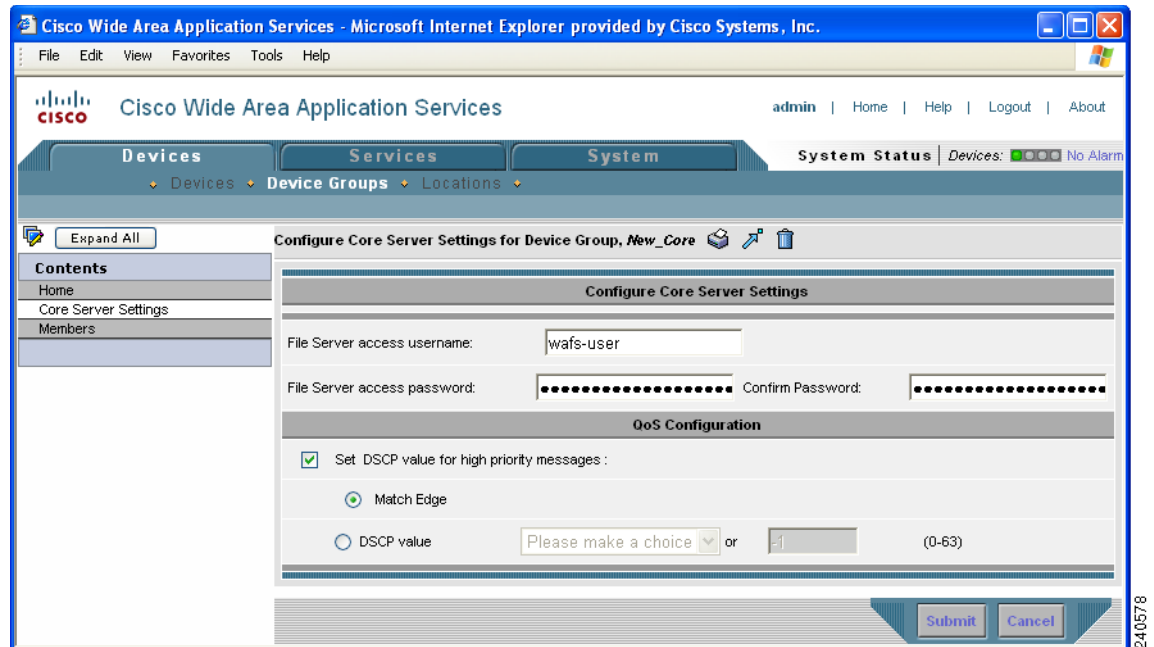 Cisco Wide Area Application Services - Microsoft Internet Explorer provided by Cisco Systems, Inc.
File Edit View Favorites Tools Help
CISCO Cisco Wide Area Application Services admin | Home | Help | Logout | About
Devices Services System System Status | Devices: No Alarm
Devices Device Groups Locations
Expand All
Configure Core Server Settings for Device Group, New_Core
Contents
Home
Core Server Settings
Members
Configure Core Server Settings
File Server access username: wafs-user
File Server access password: ●●●●●●●●●●●●●●●●●●● Confirm Password: ●●●●●●●●●●●●●●●●●●●
QoS Configuration
Set DSCP value for high priority messages :
Match Edge
DSCP value Please make a choice or -1 (0-63)
Submit Cancel
240578